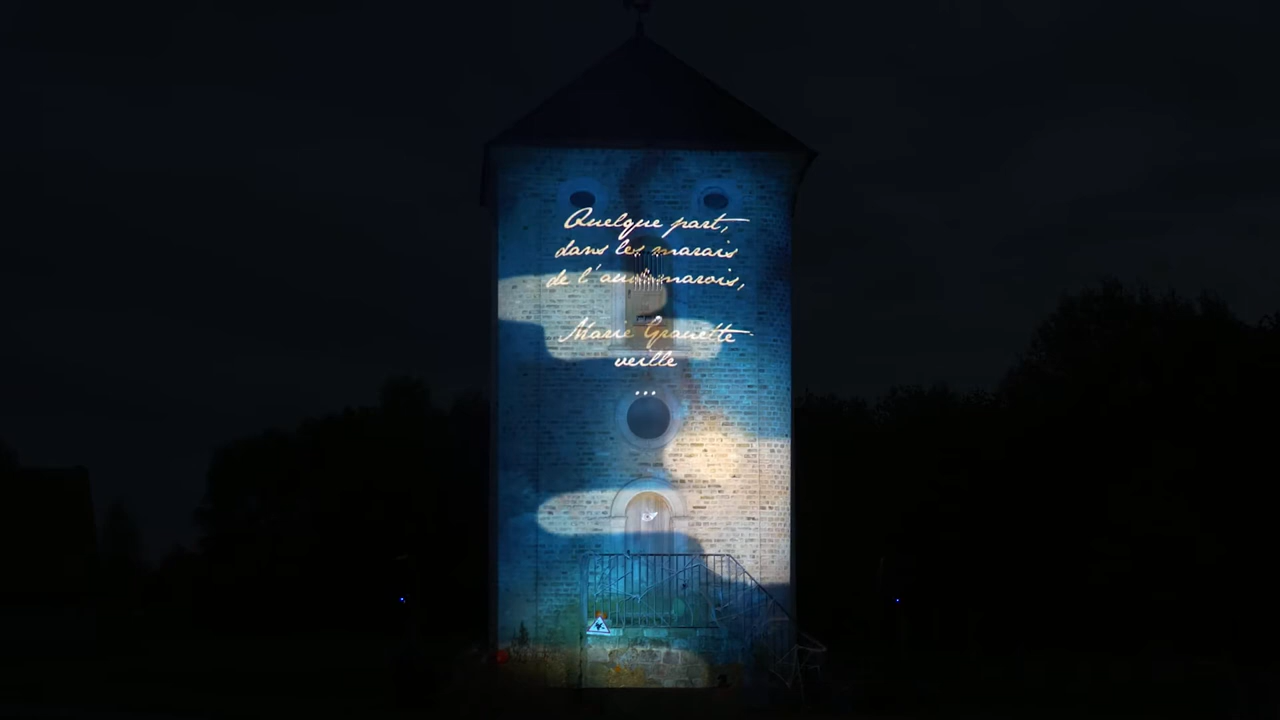 Quelque part,
dans les marais
de l'audomarois,
Marie Grauette
veille
...